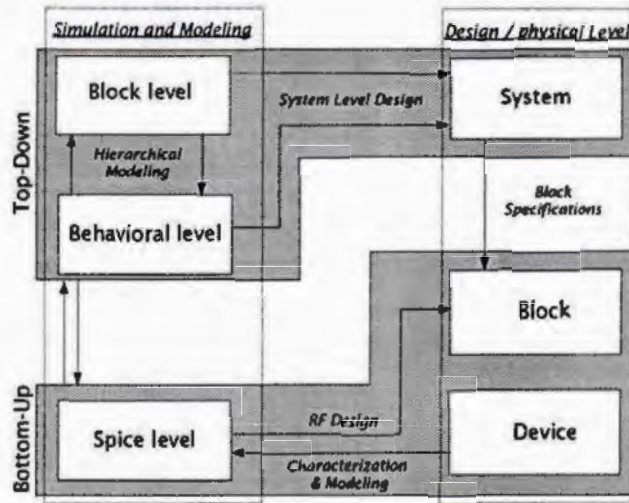 Simulation and Modeling
Design / physical Level
Block level
System Level Design
System
Hierarchical
Modeling
Top-Down
Behavioral level
Block
Specifications
Block
Bottom-Up
Spice level
RF Design
Characterization
& Modeling
Device